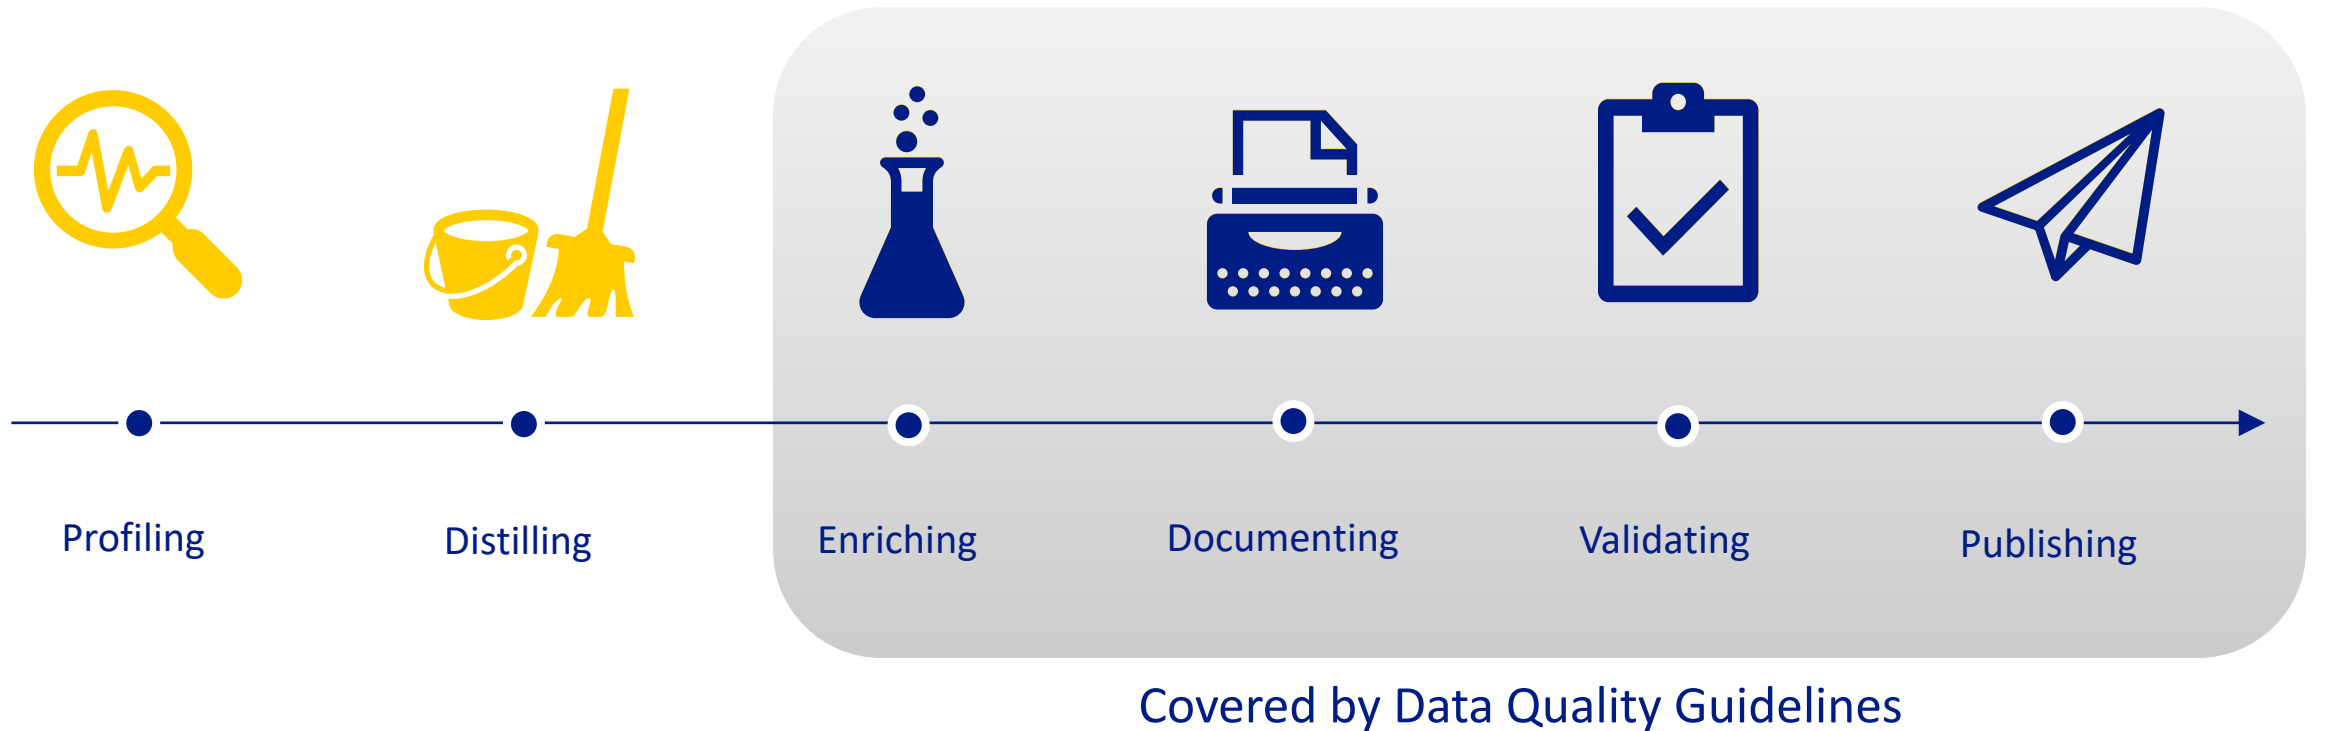 Profiling
Distilling
Enriching
Documenting
Validating
Publishing
Covered by Data Quality Guidelines